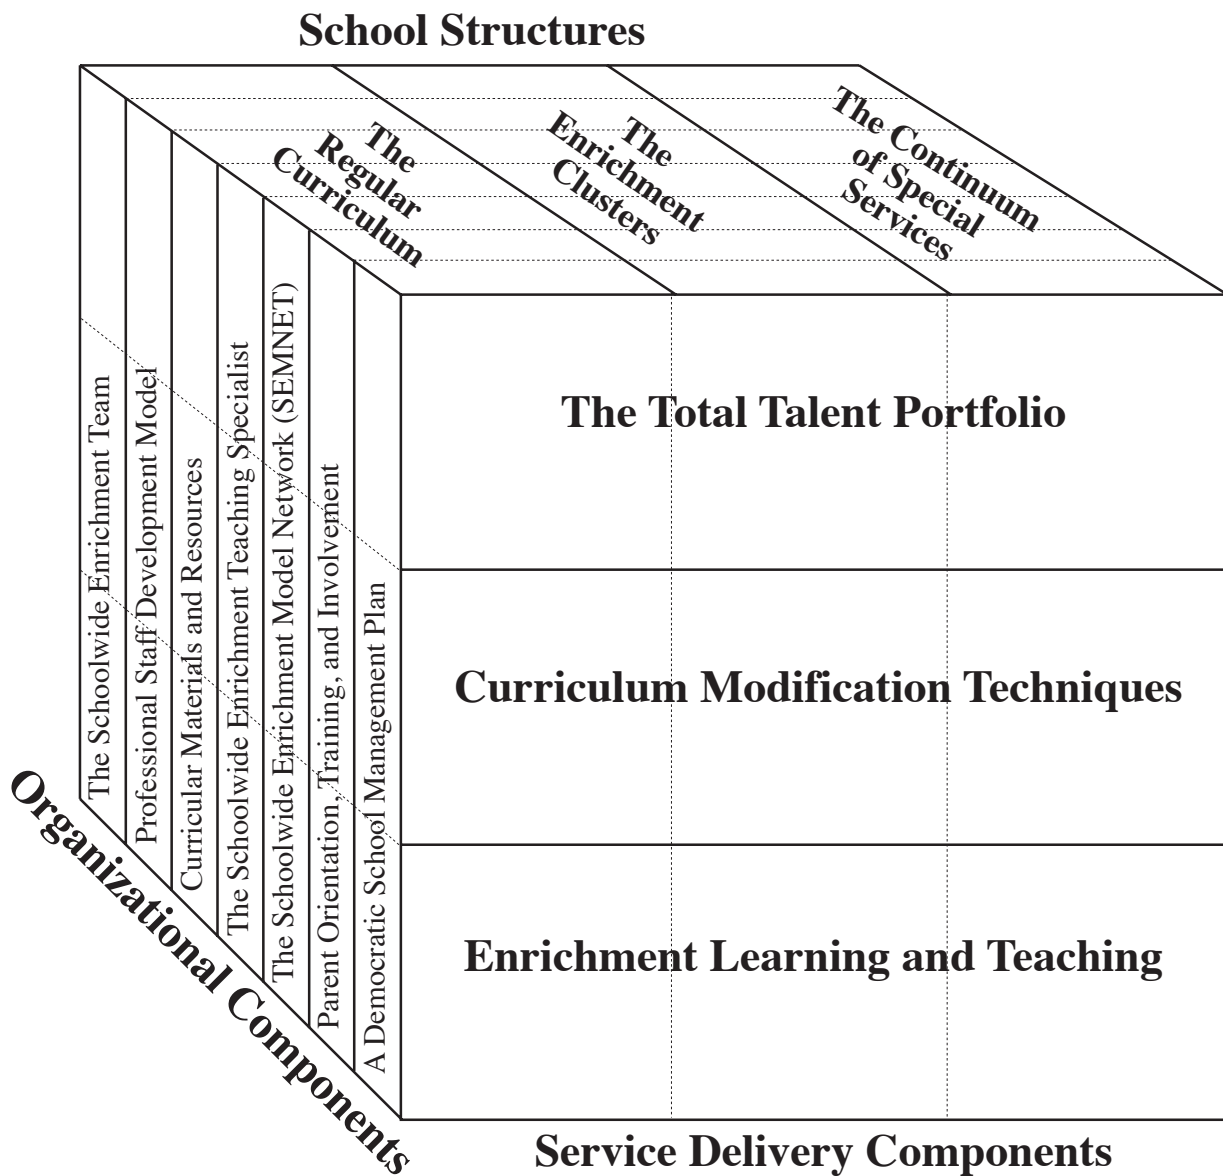 School Structures
The
Regular
Curriculum
The
Enrichment
Clusters
The Continuum
of Special
Services
The Schoolwide Enrichment Team
Professional Staff Development Model
Curricular Materials and Resources
The Schoolwide Enrichment Teaching Specialist
The Schoolwide Enrichment Model Network (SEMNET)
Parent Orientation, Training, and Involvement
A Democratic School Management Plan
The Total Talent Portfolio
Curriculum Modification Techniques
Enrichment Learning and Teaching
Organizational Components
Service Delivery Components